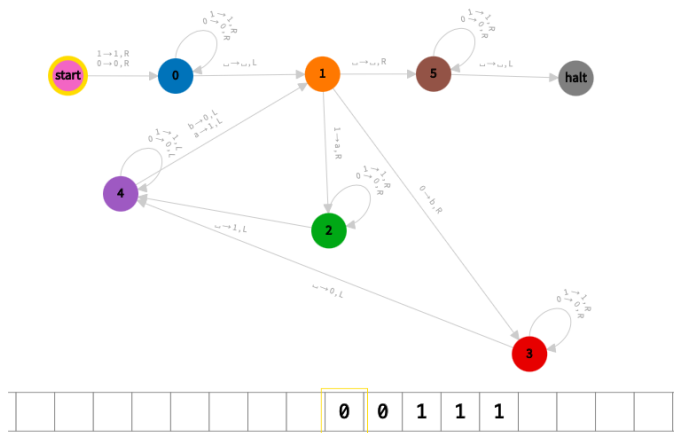 start
0
1
5
halt
4
2
3
1→1,R
0→0,R
1→1,R
0→0,R
␣→␣,L
␣→␣,R
1→1,R
0→0,R
␣→␣,L
b→0,L
a→1,L
1→1,L
0→0,L
1→a,R
0→b,R
1→1,R
0→0,R
␣→1,L
␣→0,L
1→1,R
0→0,R
0 0 1 1 1